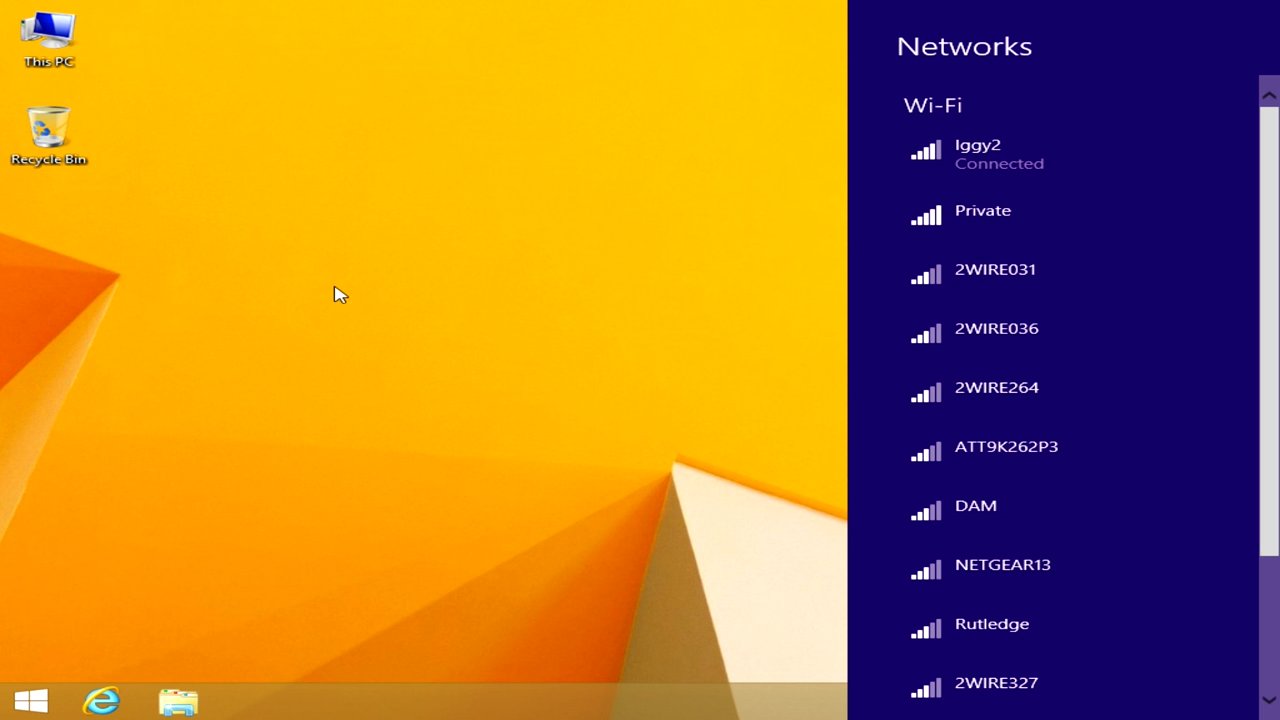 This PC
Recycle Bin
Networks
Wi-Fi
Iggy2
Connected
Private
2WIRE031
2WIRE036
2WIRE264
ATT9K262P3
DAM
NETGEAR13
Rutledge
2WIRE327